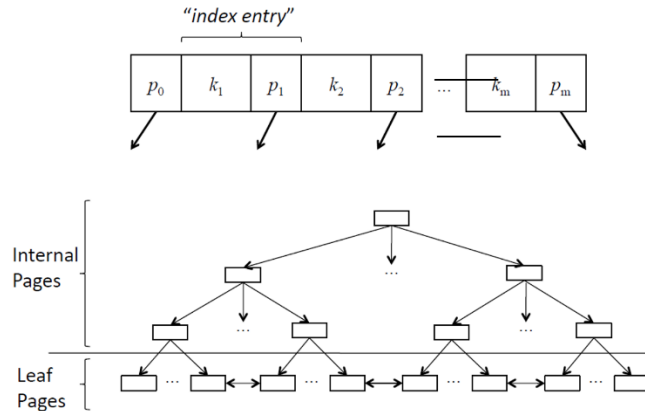 “index entry”
p0 k1 p1 k2 p2 ... km pm
Internal
Pages
...
... ...
Leaf
Pages
... ... ... ...